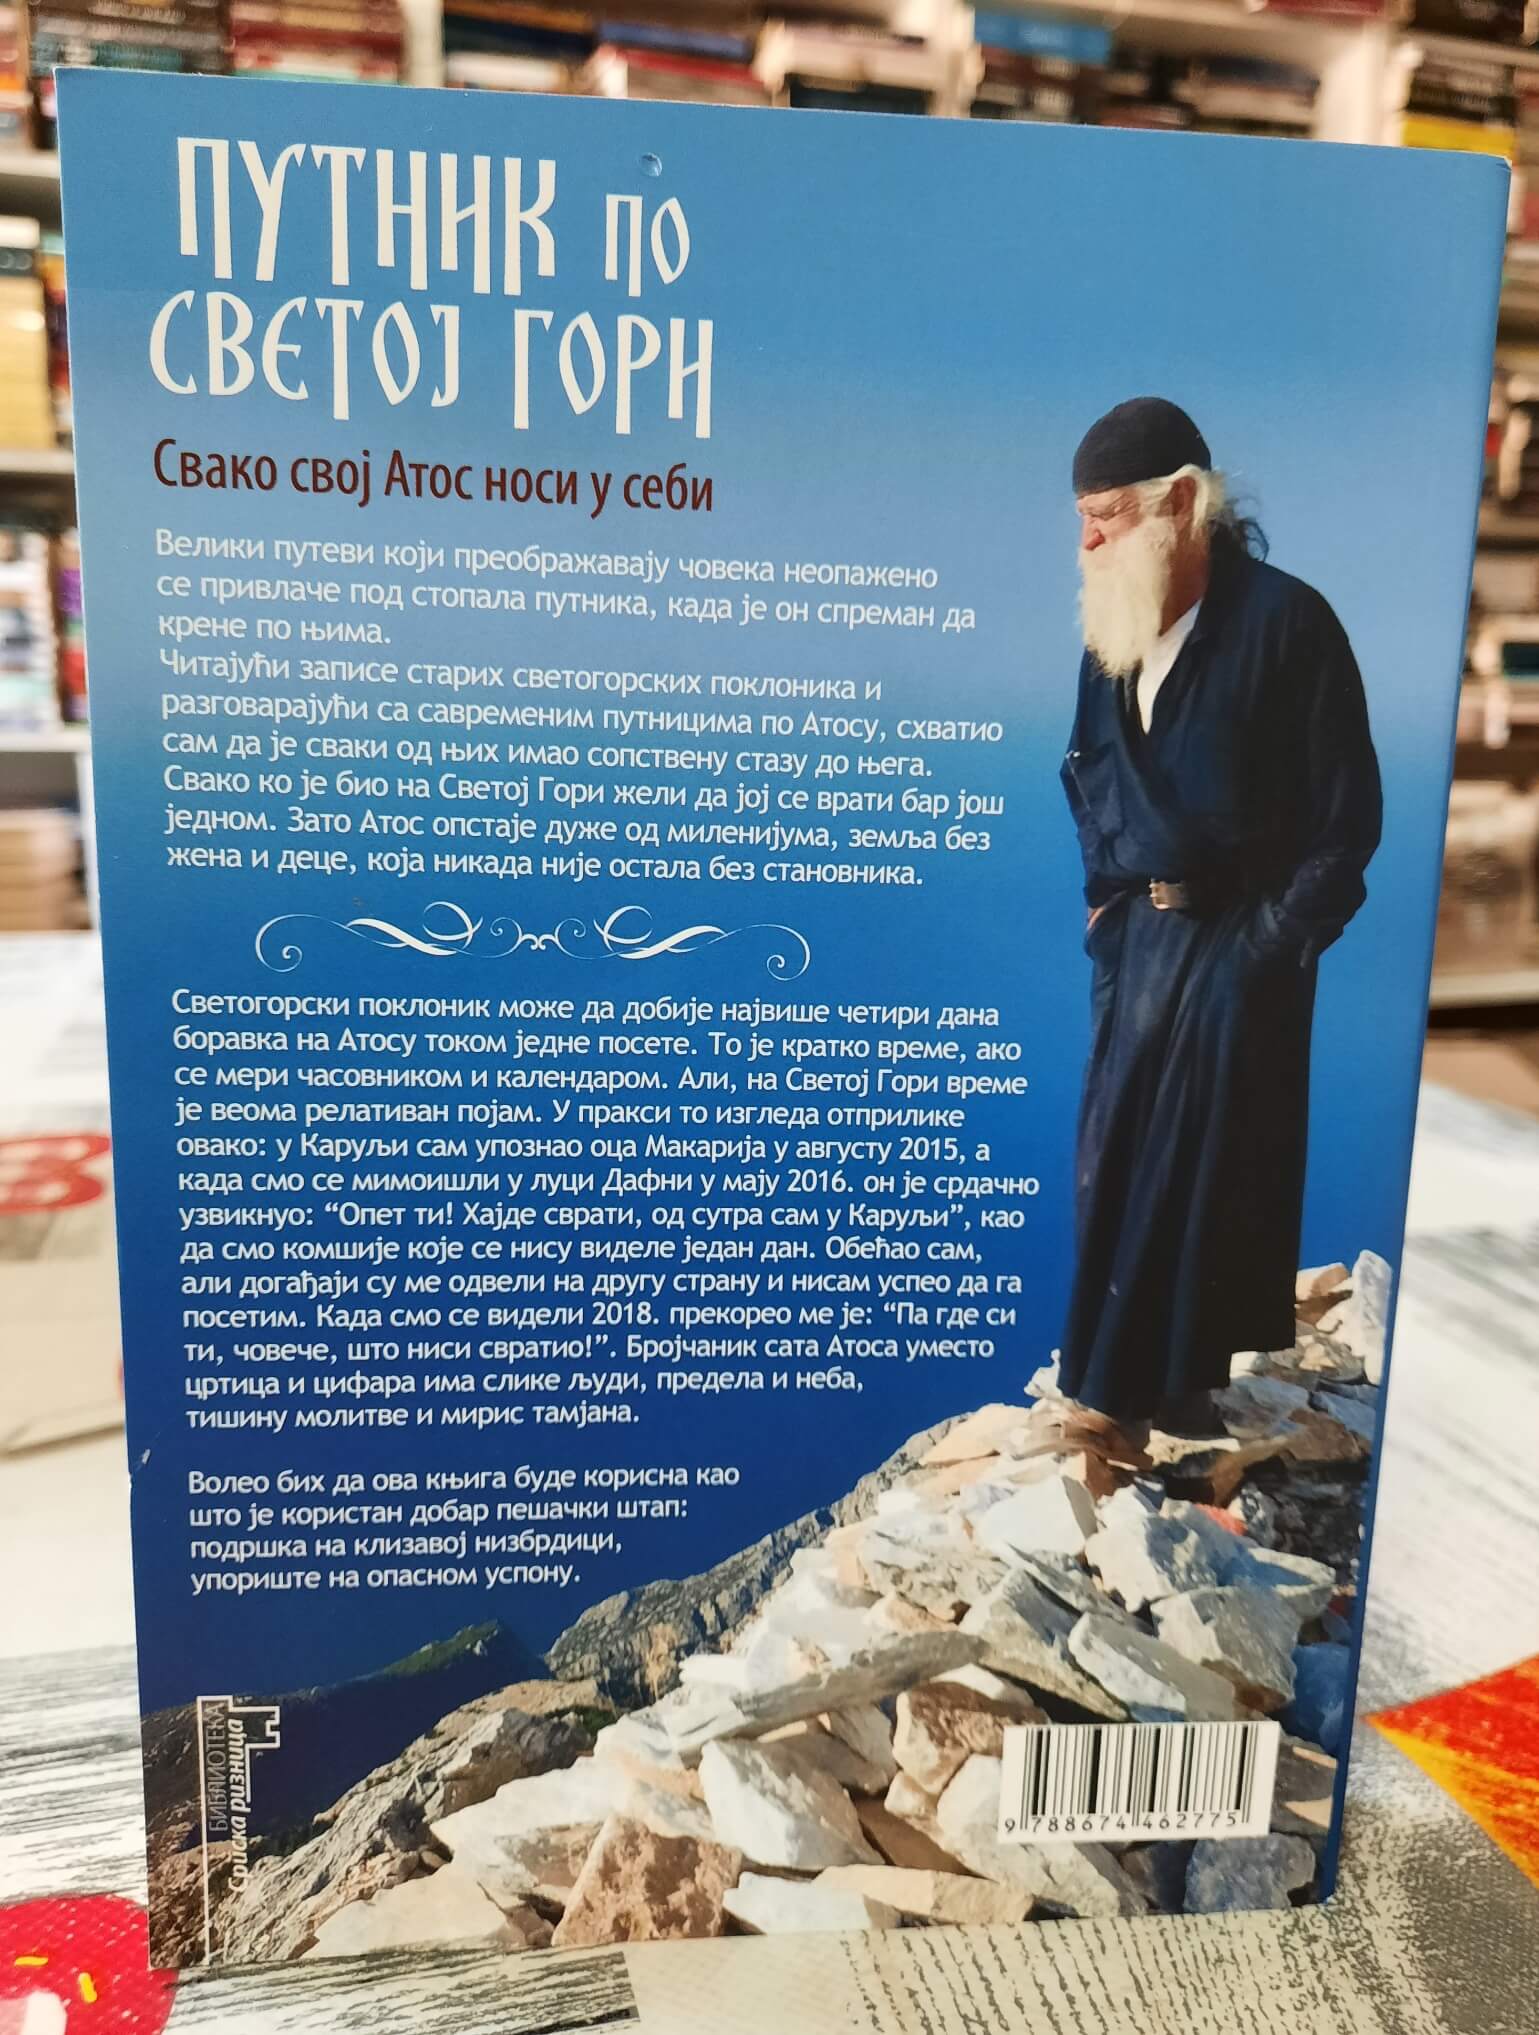 ПУТНИК ПО
СВЕТОЈ ГОРИ
Свако свој Атос носи у себи
Велики путеви који преображавају човека неопажено
се привлаче под стопала путника, када је он спреман да
крене по њима.
Читајући записе старих светогорских поклоника и
разговарајући са савременим путницима по Атосу, схватио
сам да је сваки од њих имао сопствену стазу до њега.
Свако ко је био на Светој Гори жели да јој се врати бар још
једном. Зато Атос опстаје дуже од миленијума, земља без
жена и деце, која никада није остала без становника.
Светогорски поклоник може да добије највише четири дана
боравка на Атосу током једне посете. То је кратко време, ако
се мери часовником и календаром. Али, на Светој Гори време
је веома релативан појам. У пракси то изгледа отприлике
овако: у Каруљи сам упознао оца Макарија у августу 2015, а
када смо се мимоишли у луци Дафни у мају 2016. он је срдачно
узвикнуо: “Опет ти! Хајде сврати, од сутра сам у Каруљи”, као
да смо комшије које се нису виделе један дан. Обећао сам,
али догађаји су ме одвели на другу страну и нисам успео да га
посетим. Када смо се видели 2018. прекорео ме је: “Па где си
ти, човече, што ниси свратио!”. Бројчаник сата Атоса уместо
цртица и цифара има слике људи, предела и неба,
тишину молитве и мирис тамјана.
Волео бих да ова књига буде корисна као
што је користан добар пешачки штап:
подршка на клизавој низбрдици,
упориште на опасном успону.
БИБЛИОТЕКА
Српска ризница
9 788674 462775